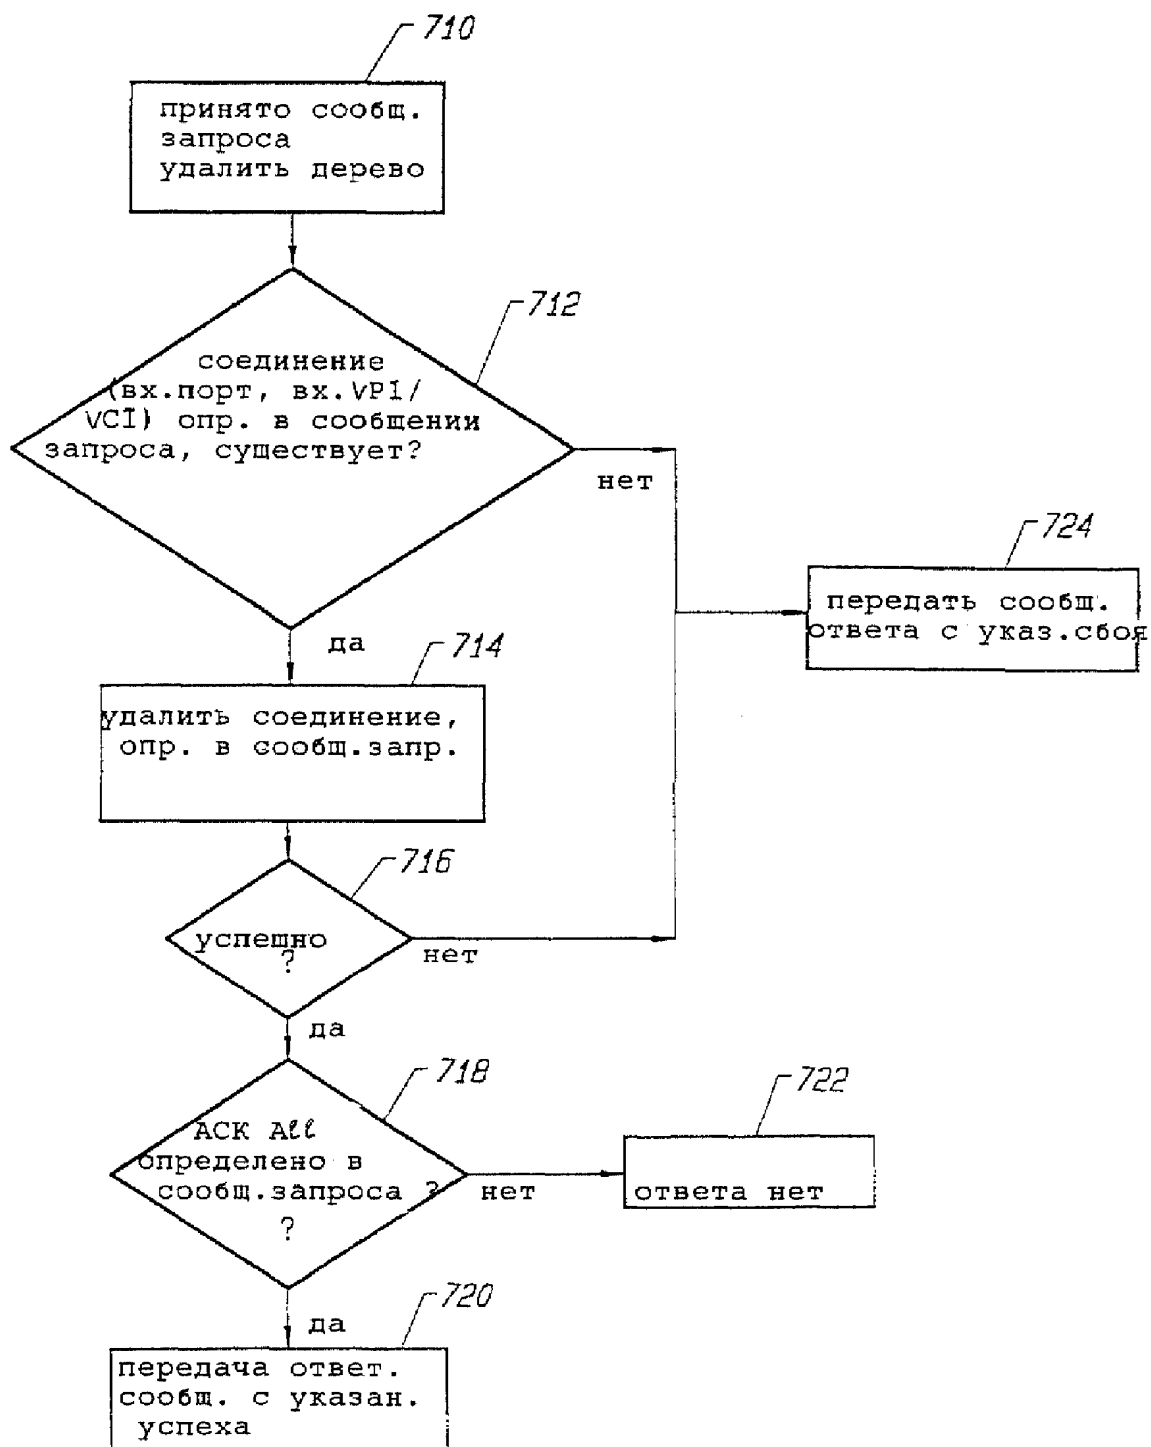 710
принято сообщ.
запроса
удалить дерево
712
соединение
(вх.порт, вх.VPI/
VCI) опр. в сообщении
запроса, существует?
нет
724
передать сообщ.
ответа с указ.сбоя
да
714
удалить соединение,
опр. в сообщ.запр.
716
успешно
?
нет
да
718
ACK All
определено в
сообщ.запроса ?
?
нет
722
ответа нет
да
720
передача ответ.
сообщ. с указан.
успеха